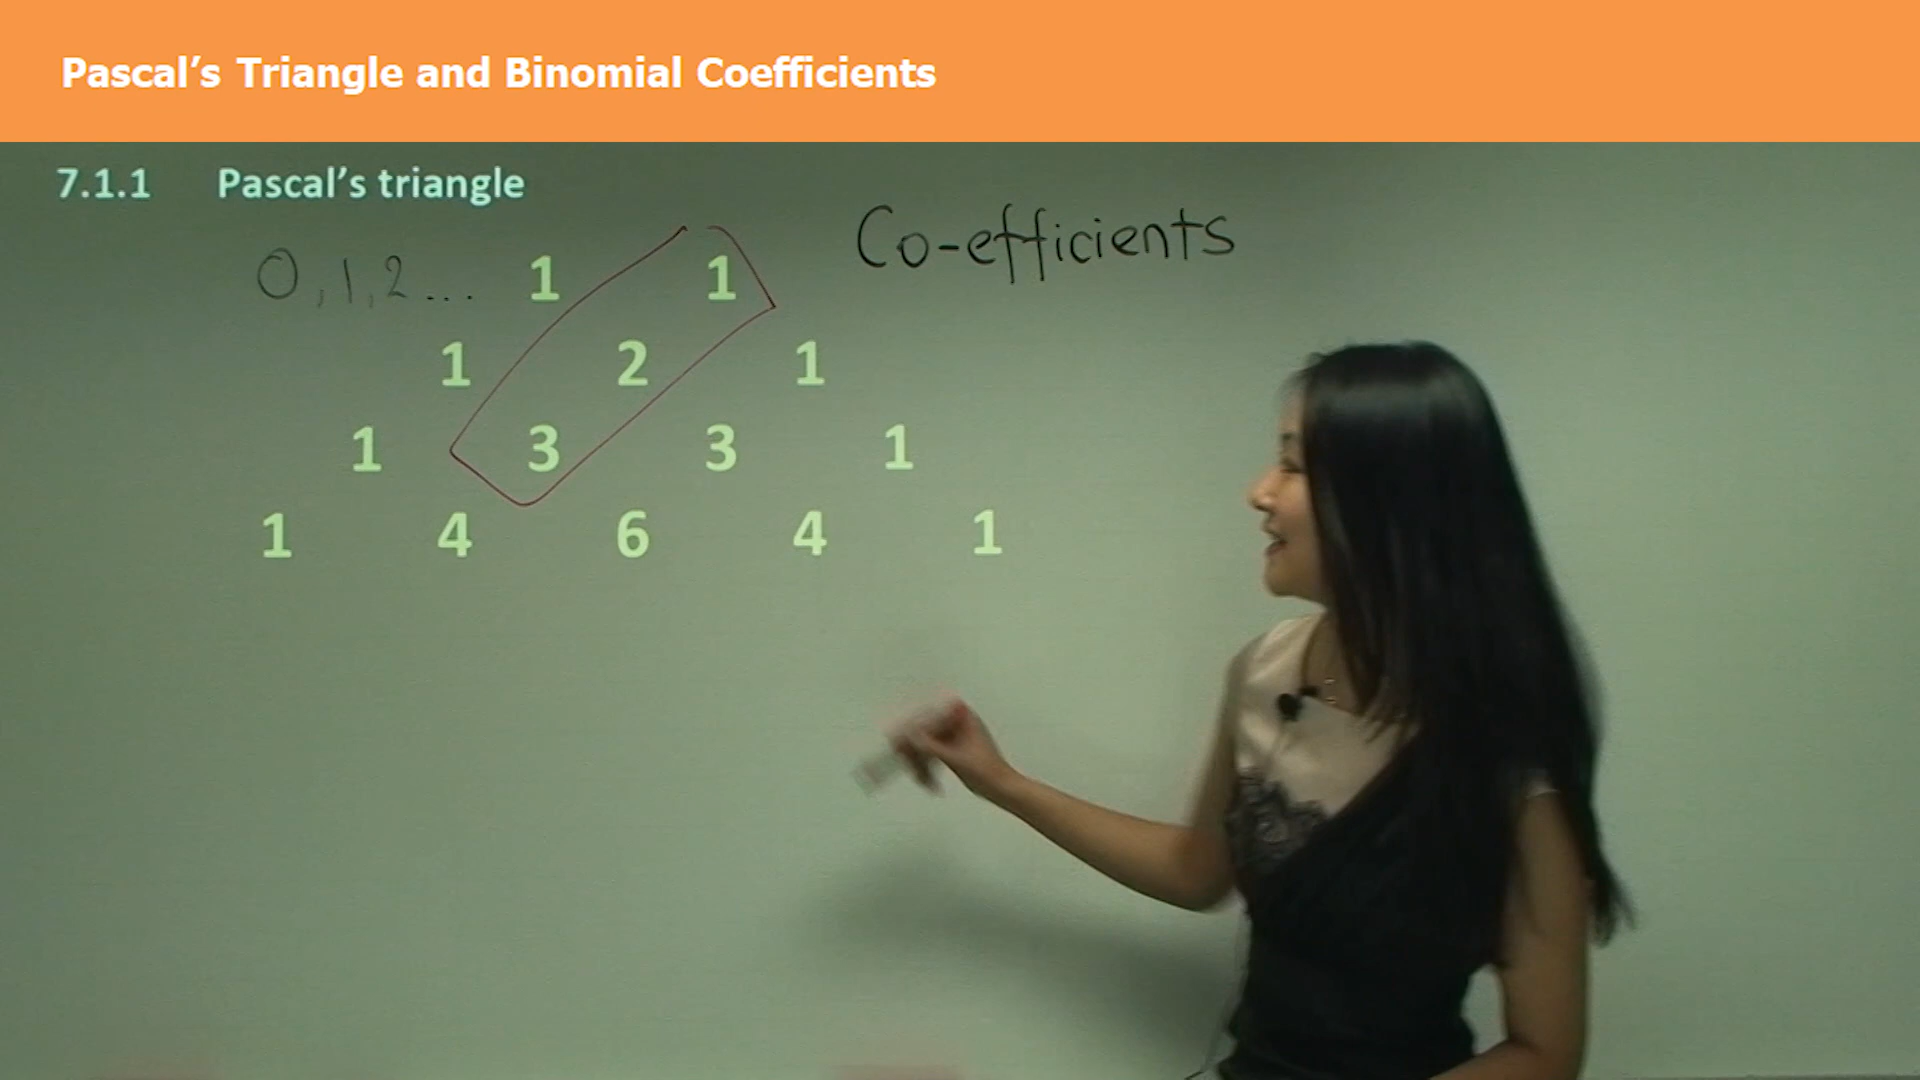 Pascal’s Triangle and Binomial Coefficients
7.1.1 Pascal’s triangle
Co-efficients
0, 1, 2 ... 1 1
1 2 1
1 3 3 1
1 4 6 4 1